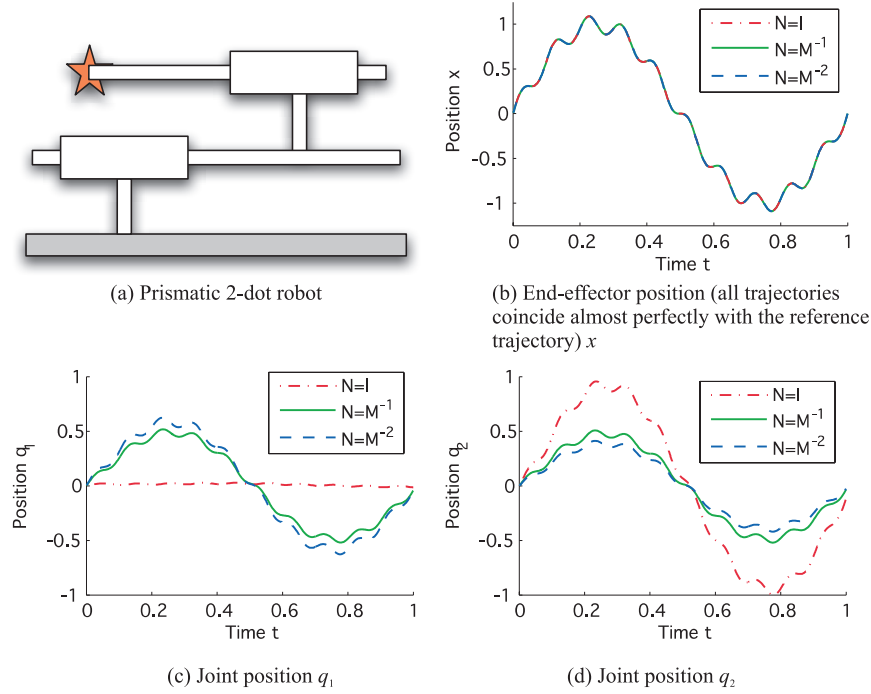 (a) Prismatic 2-dot robot
Position x
1
0.5
0
-0.5
-1
N=I
N=M⁻¹
N=M⁻²
0 0.2 0.4 0.6 0.8 1
Time t
(b) End-effector position (all trajectories
coincide almost perfectly with the reference
trajectory) x
Position q₁
1
0.5
0
-0.5
-1
N=I
N=M⁻¹
N=M⁻²
0 0.2 0.4 0.6 0.8 1
Time t
(c) Joint position q₁
Position q₂
1
0.5
0
-0.5
-1
N=I
N=M⁻¹
N=M⁻²
0 0.2 0.4 0.6 0.8 1
Time t
(d) Joint position q₂